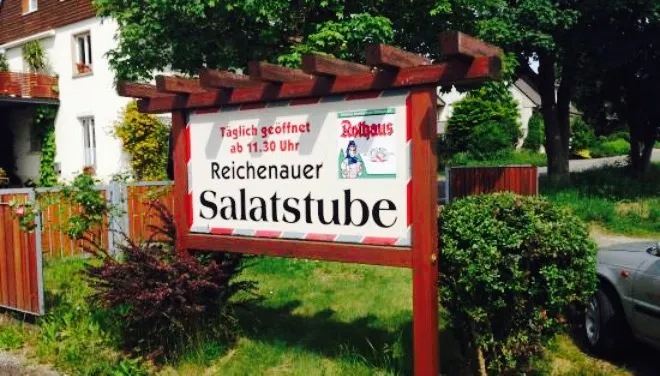 Täglich geöffnet
ab 11.30 Uhr
Rothaus
Reichenauer
Salatstube